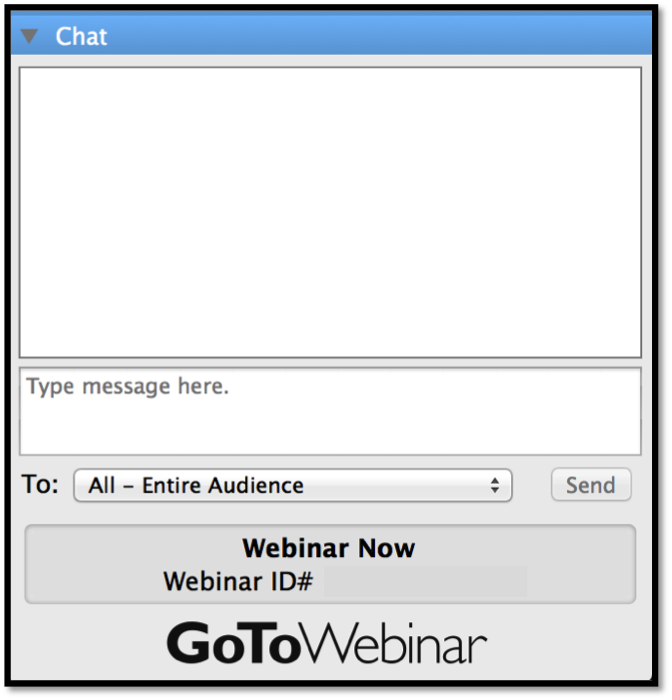 Chat
Type message here.
To: All – Entire Audience Send
Webinar Now
Webinar ID#
GoToWebinar